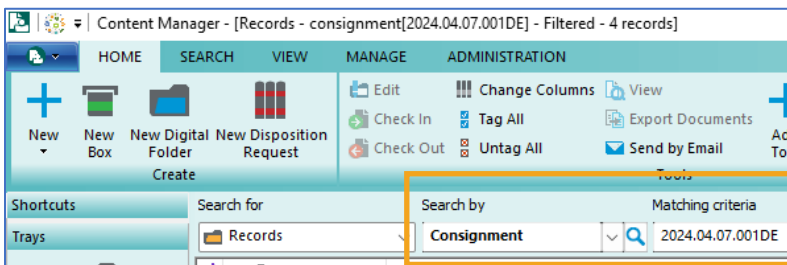 Content Manager - [Records - consignment[2024.04.07.001DE] - Filtered - 4 records]
HOME SEARCH VIEW MANAGE ADMINISTRATION
Edit Change Columns View
Check In Tag All Export Documents
New New Box New Digital Folder New Disposition Request
Check Out Untag All Send by Email
Create Tools
Shortcuts Search for Search by Matching criteria
Trays Records Consignment 2024.04.07.001DE